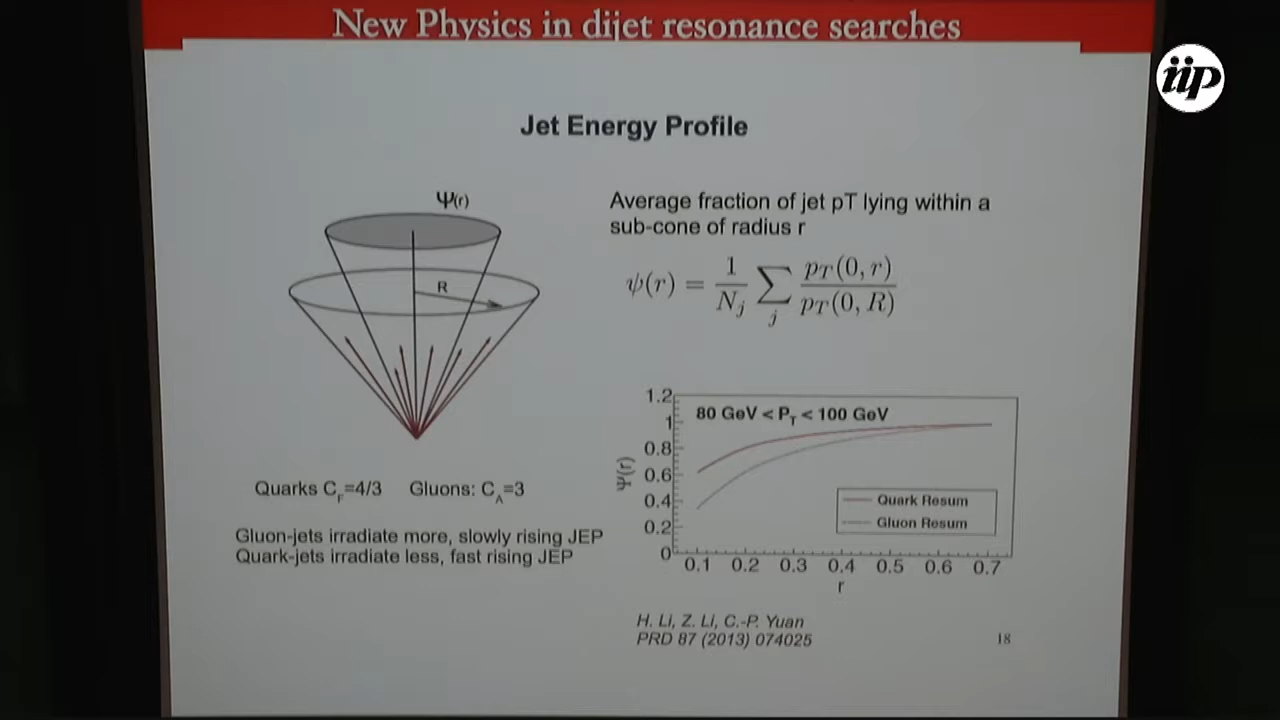 New Physics in dijet resonance searches
iip
Jet Energy Profile
Ψ(r)
R
Average fraction of jet pT lying within a
sub-cone of radius r
ψ(r) = 1/N_j ∑_j p_T(0, r)/p_T(0, R)
Quarks C_F=4/3 Gluons: C_A=3
Gluon-jets irradiate more, slowly rising JEP
Quark-jets irradiate less, fast rising JEP
80 GeV < P_T < 100 GeV
1.2
1
0.8
0.6
0.4
0.2
0
Ψ(r)
Quark Resum
Gluon Resum
0.1 0.2 0.3 0.4 0.5 0.6 0.7
r
H. Li, Z. Li, C.-P. Yuan
PRD 87 (2013) 074025
18